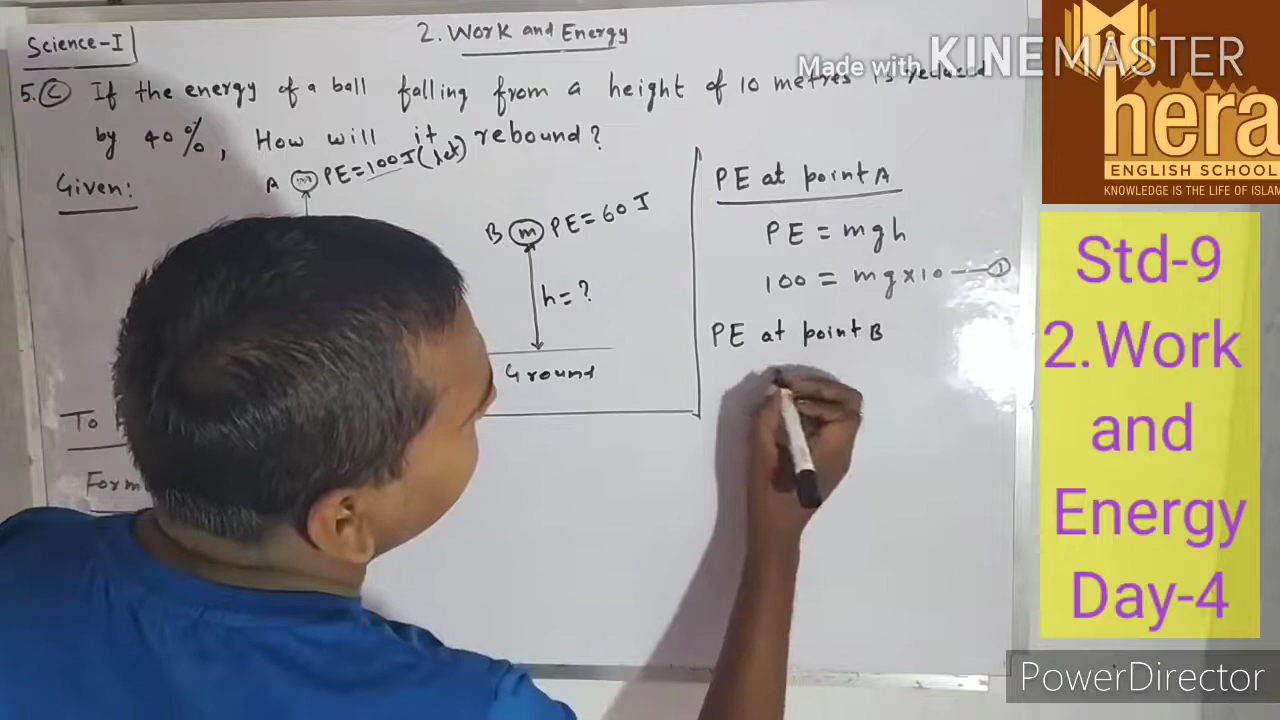 Science-I
2. Work and Energy
5. C If the energy of a ball falling from a height of 10 metres is reduced
by 40%, How will it rebound?
Given:
A m PE=100J (let)
B m PE=60J
h=?
Ground
To
Form
PE at point A
PE = mgh
100 = mg×10 — 1
PE at point B
Made with KINEMASTER
hera
ENGLISH SCHOOL
KNOWLEDGE IS THE LIFE OF ISLAM
Std-9
2.Work
and
Energy
Day-4
PowerDirector